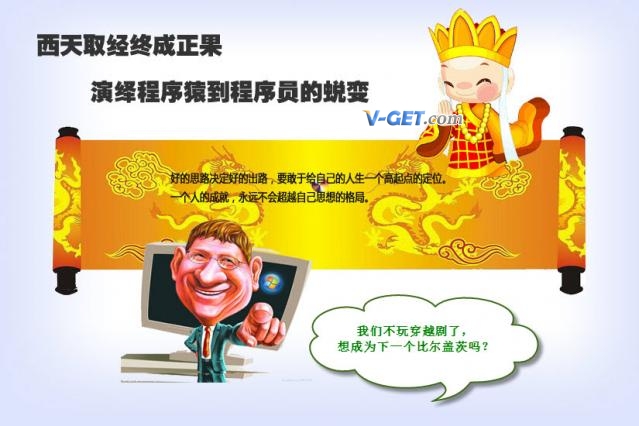 西天取经终成正果
演绎程序猿到程序员的蜕变
V-GET.com
好的思路决定好的出路，要敢于给自己的人生一个高起点的定位。
一个人的成就，永远不会超越自己思想的格局。
我们不玩穿越剧了，
想成为下一个比尔盖茨吗？